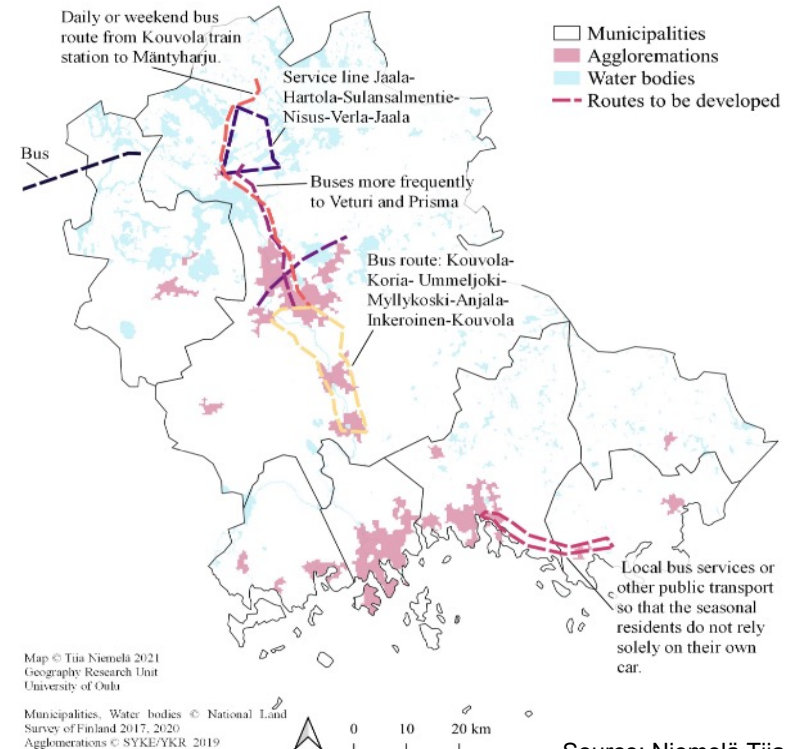 Daily or weekend bus
route from Kouvola train
station to Mäntyharju.
Municipalities
Agglomerations
Water bodies
Routes to be developed
Service line Jaala-
Hartola-Sulansalmentie-
Nisus-Verla-Jaala
Bus
Buses more frequently
to Veturi and Prisma
Bus route: Kouvola-
Koria- Ummeljoki-
Myllykoski-Anjala-
Inkeroinen-Kouvola
Local bus services or
other public transport
so that the seasonal
residents do not rely
solely on their own
car.
Map © Tiia Niemelä 2021
Geography Research Unit
University of Oulu
Municipalities, Water bodies © National Land
Survey of Finland 2017, 2020
Agglomerations © SYKE/YKR 2019
0 10 20 km